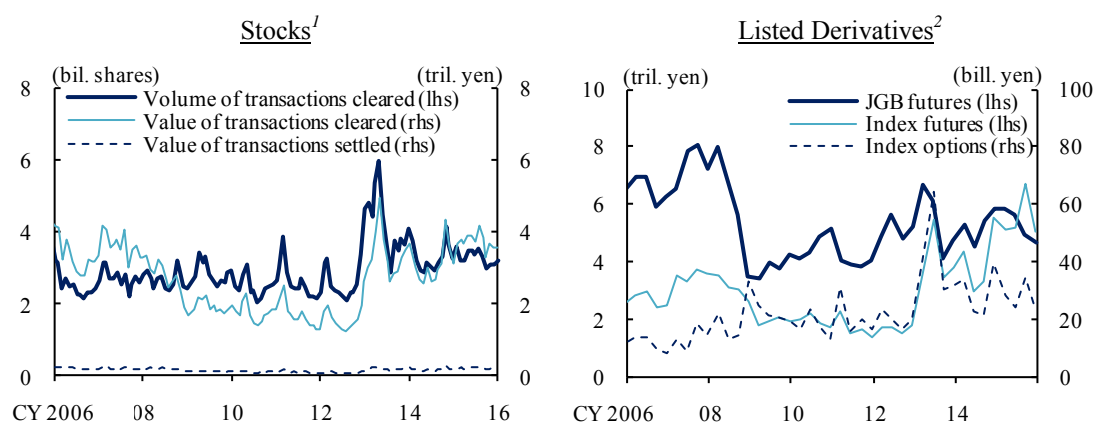 Stocks1
(bil. shares) (tril. yen)
8 8
Volume of transactions cleared (lhs)
Value of transactions cleared (rhs)
Value of transactions settled (rhs)
6 6
4 4
2 2
0 0
CY 2006 08 10 12 14 16
Listed Derivatives2
(tril. yen) (bill. yen)
10 100
JGB futures (lhs)
Index futures (lhs)
Index options (rhs)
8 80
6 60
4 40
2 20
0 0
CY 2006 08 10 12 14